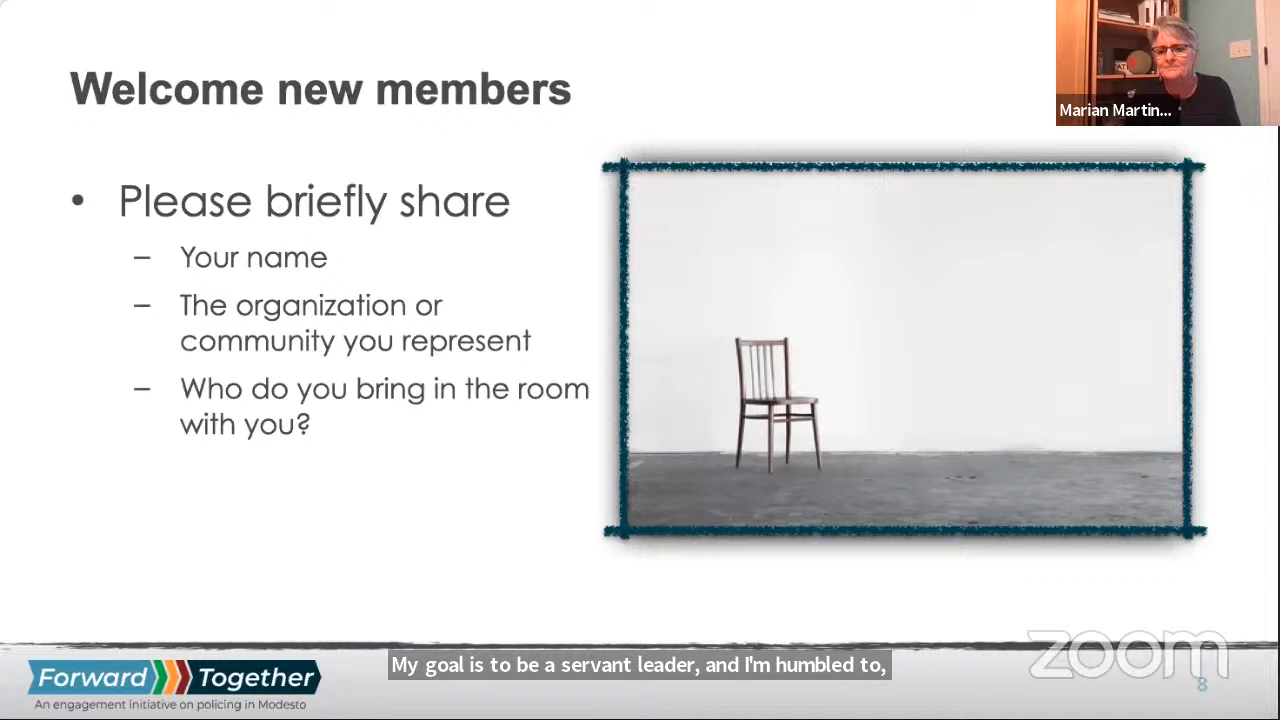 Welcome new members
Marian Martin...
• Please briefly share
– Your name
– The organization or
community you represent
– Who do you bring in the room
with you?
Forward Together
An engagement initiative on policing in Modesto
My goal is to be a servant leader, and I'm humbled to,
zoom
8